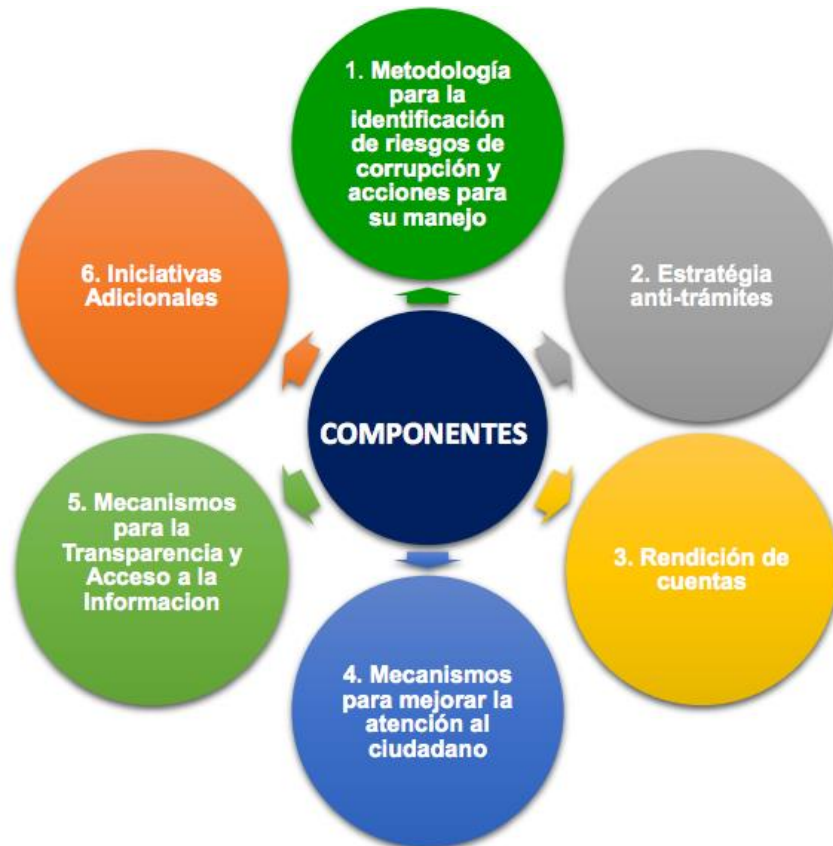 1. Metodología
para la
identificación
de riesgos de
corrupción y
acciones para
su manejo
2. Estratégia
anti-trámites
3. Rendición de
cuentas
4. Mecanismos
para mejorar la
atención al
ciudadano
5. Mecanismos
para la
Transparencia y
Acceso a la
Informacion
6. Iniciativas
Adicionales
COMPONENTES